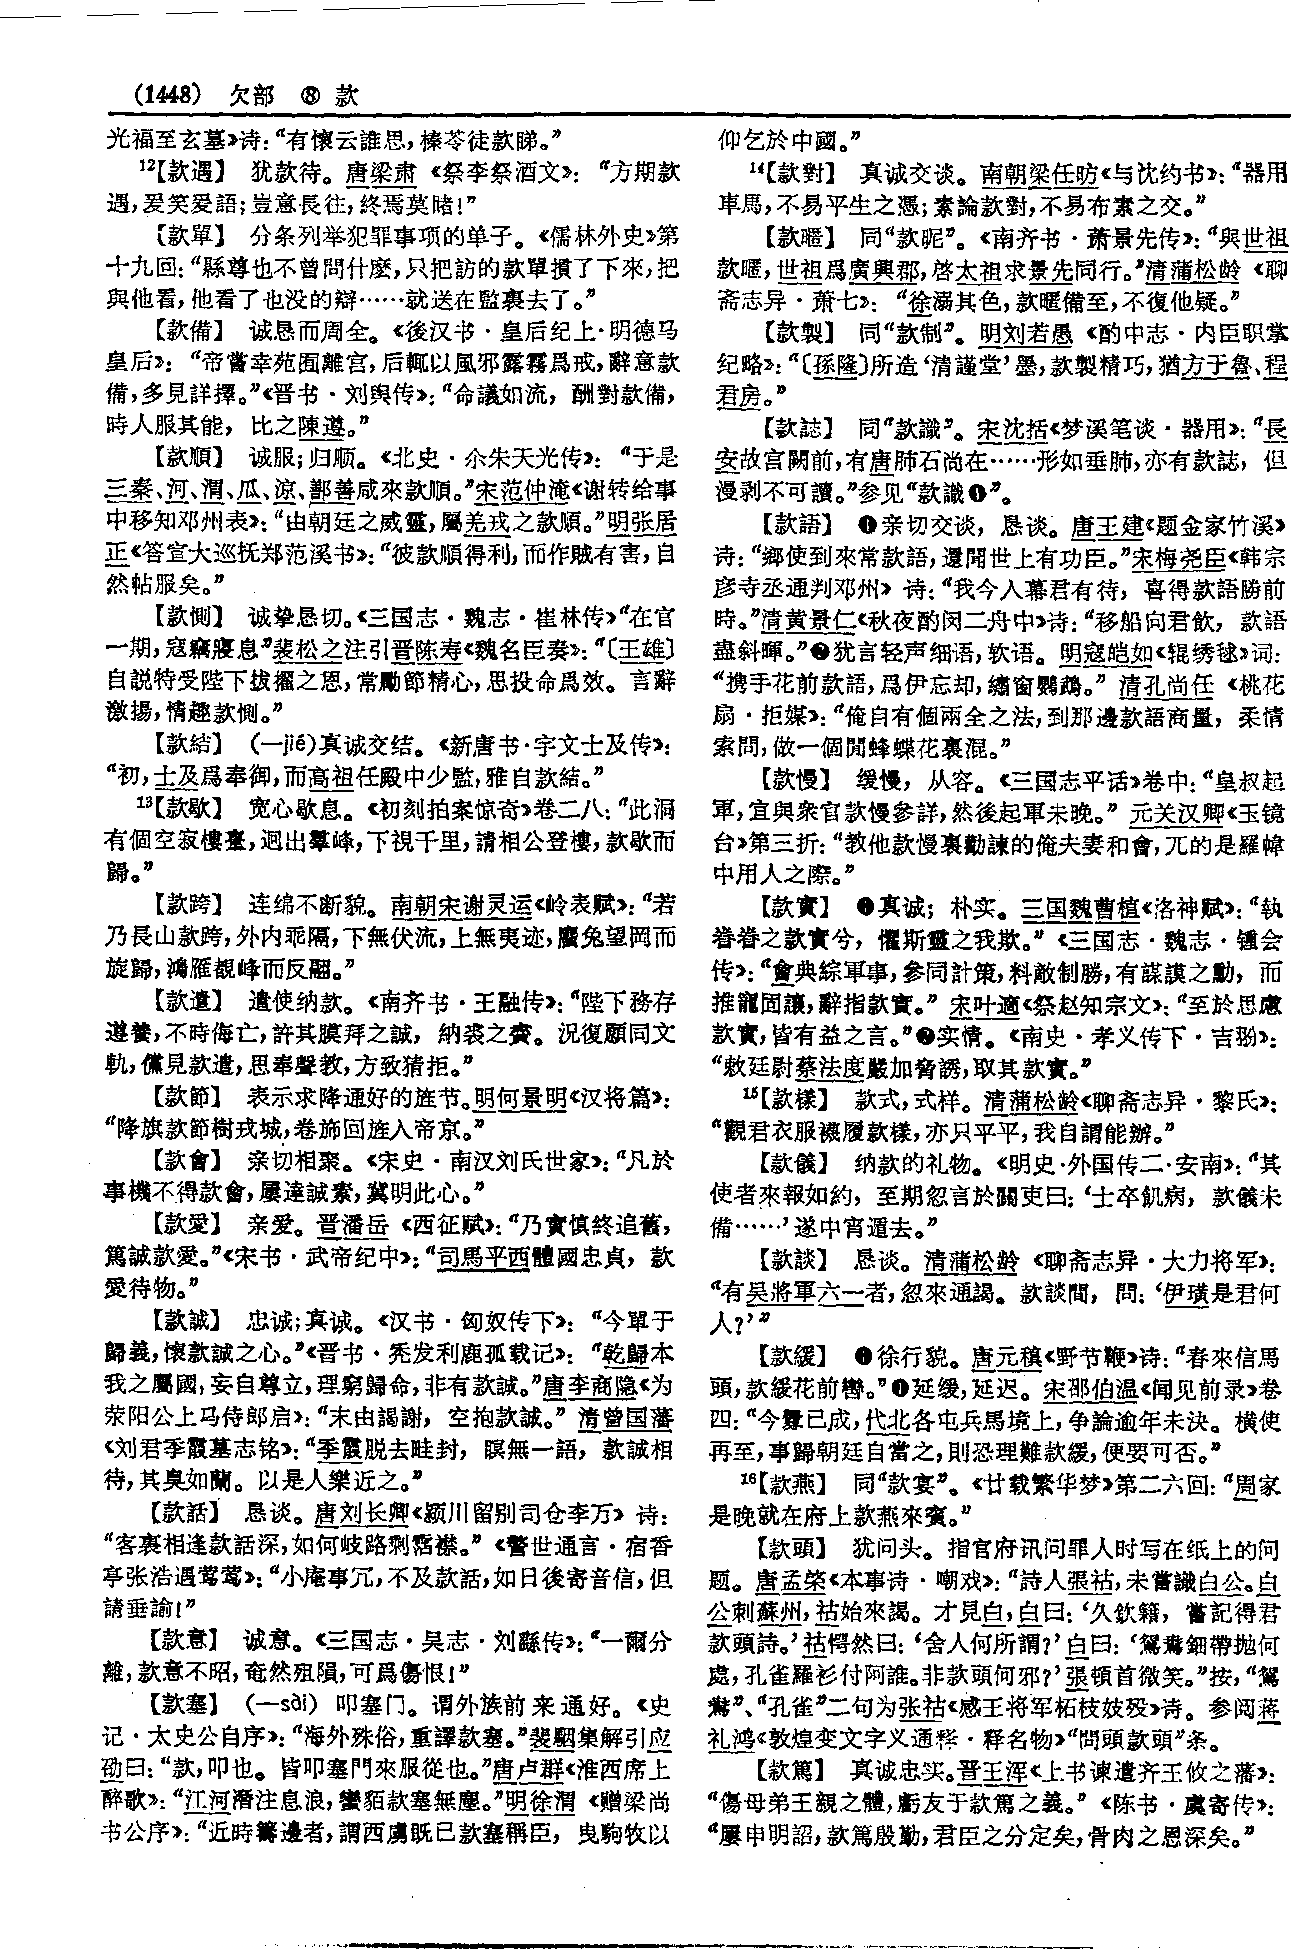 (1448) 欠部 ⑧ 款
光福至玄墓》诗：“有懷云誰思，榛苓徒款睇。”
12【款遇】 犹款待。唐梁肃《祭李祭酒文》：“方期款
遇，爰笑爰語；豈意長往，終焉莫睹！”
【款單】 分条列举犯罪事项的单子。《儒林外史》第
十九回：“縣尊也不曾問什麽，只把訪的款單摜了下來，把
與他看，他看了也没的辯……就送在監裏去了。”
【款備】 诚恳而周全。《後汉书·皇后纪上·明德马
皇后》：“帝嘗幸苑囿離宫，后輒以風邪露霧爲戒，辭意款
備，多見詳擇。”《晋书·刘舆传》：“命議如流，酬對款備，
時人服其能，比之陳遵。”
【款順】 诚服；归顺。《北史·尒朱天光传》：“于是
三秦、河、渭、瓜、凉、鄯善咸來款順。”宋范仲淹《谢转给事
中移知邓州表》：“由朝廷之威靈，屬羌戎之款順。”明张居
正《答宣大巡抚郑范溪书》：“彼款順得利，而作賊有害，自
然帖服矣。”
【款惻】 诚挚恳切。《三国志·魏志·崔林传》“在官
一期，寇竊寢息”裴松之注引晋陈寿《魏名臣奏》：“〔王雄〕
自説特受陛下拔擢之恩，常勵節精心，思投命爲效。言辭
激揚，情趣款惻。”
【款結】 （一jié）真诚交结。《新唐书·宇文士及传》：
“初，士及爲奉御，而高祖任殿中少監，雅自款結。”
13【款歇】 宽心歇息。《初刻拍案惊奇》卷二八：“此洞
有個空寂樓臺，迥出羣峰，下視千里，請相公登樓，款歇而
歸。”
【款跨】 连绵不断貌。南朝宋谢灵运《岭表赋》：“若
乃長山款跨，外内乖隔，下無伏流，上無夷迹，麕兔望岡而
旋歸，鴻雁覩峰而反翮。”
【款遣】 遣使纳款。《南齐书·王融传》：“陛下務存
遵養，不時侮亡，許其膜拜之誠，納裘之賚。況復願同文
軌，儻見款遣，思奉聲教，方致猜拒。”
【款節】 表示求降通好的旌节。明何景明《汉将篇》：
“降旗款節樹戎城，卷旆回旌入帝京。”
【款會】 亲切相聚。《宋史·南汉刘氏世家》：“凡於
事機不得款會，屢達誠素，冀明此心。”
【款愛】 亲爱。晋潘岳《西征赋》：“乃實慎終追舊，
篤誠款愛。”《宋书·武帝纪中》：“司馬平西體國忠貞，款
愛待物。”
【款誠】 忠诚；真诚。《汉书·匈奴传下》：“今單于
歸義，懷款誠之心。”《晋书·秃发利鹿孤载记》：“乾歸本
我之屬國，妄自尊立，理窮歸命，非有款誠。”唐李商隐《为
荥阳公上马侍郎启》：“末由謁謝，空抱款誠。”清曾国藩
《刘君季霞墓志铭》：“季霞脱去畦封，瞑無一語，款誠相
待，其臭如蘭。以是人樂近之。”
【款話】 恳谈。唐刘长卿《颍川留别司仓李万》诗：
“客裏相逢款話深，如何岐路剩霑襟。”《警世通言·宿香
亭张浩遇莺莺》：“小庵事冗，不及款話，如日後寄音信，但
請垂諭！”
【款意】 诚意。《三国志·吴志·刘繇传》：“一爾分
離，款意不昭，奄然殂隕，可爲傷恨！”
【款塞】 （一sài）叩塞门。谓外族前来通好。《史
记·太史公自序》：“海外殊俗，重譯款塞。”裴駰集解引应
劭曰：“款，叩也。皆叩塞門來服從也。”唐卢群《淮西席上
醉歌》：“江河潛注息浪，蠻貊款塞無塵。”明徐渭《赠梁尚
书公序》：“近時籌邊者，謂西虜既已款塞稱臣，曳駒牧以
仰乞於中國。”
14【款對】 真诚交谈。南朝梁任昉《与沈约书》：“器用
車馬，不易平生之憑；素論款對，不易布素之交。”
【款暱】 同“款昵”。《南齐书·萧景先传》：“與世祖
款暱，世祖爲廣興郡，啓太祖求景先同行。”清蒲松龄《聊
斋志异·萧七》：“徐溺其色，款暱備至，不復他疑。”
【款製】 同“款制”。明刘若愚《酌中志·内臣职掌
纪略》：“〔孫隆〕所造‘清謹堂’墨，款製精巧，猶方于魯、程
君房。”
【款誌】 同“款識”。宋沈括《梦溪笔谈·器用》：“長
安故宫闕前，有唐肺石尚在……形如垂肺，亦有款誌，但
漫剥不可讀。”参见“款識❶”。
【款語】 ❶亲切交谈，恳谈。唐王建《题金家竹溪》
诗：“鄉使到來常款語，還聞世上有功臣。”宋梅尧臣《韩宗
彦寺丞通判邓州》诗：“我今入幕君有待，喜得款語勝前
時。”清黄景仁《秋夜酌闵二舟中》诗：“移船向君飲，款語
盡斜暉。”❷犹言轻声细语，软语。明寇皑如《辊绣毬》词：
“携手花前款語，爲伊忘却，繡窗鸚鵡。”清孔尚任《桃花
扇·拒媒》：“俺自有個兩全之法，到那邊款語商量，柔情
索問，做一個閒蜂蝶花裏混。”
【款慢】 缓慢，从容。《三国志平话》卷中：“皇叔起
軍，宜與衆官款慢參詳，然後起軍未晚。”元关汉卿《玉镜
台》第三折：“教他款慢裏勸諫的俺夫妻和會，兀的是羅幃
中用人之際。”
【款實】 ❶真诚；朴实。三国魏曹植《洛神赋》：“執
眷眷之款實兮，懼斯靈之我欺。”《三国志·魏志·锺会
传》：“會典綜軍事，參同計策，料敵制勝，有謀謨之勳，而
推寵固讓，辭指款實。”宋叶適《祭赵知宗文》：“至於思慮
款實，皆有益之言。”❷实情。《南史·孝义传下·吉翂》：
“敕廷尉蔡法度嚴加脅誘，取其款實。”
15【款樣】 款式，式样。清蒲松龄《聊斋志异·黎氏》：
“觀君衣服襪履款樣，亦只平平，我自謂能辦。”
【款儀】 纳款的礼物。《明史·外国传二·安南》：“其
使者來報如約，至期忽言於關吏曰：‘士卒飢病，款儀未
備……’遂中宵遁去。”
【款談】 恳谈。清蒲松龄《聊斋志异·大力将军》：
“有吴將軍六一者，忽來通謁。款談間，問：‘伊璜是君何
人？’”
【款緩】 ❶徐行貌。唐元稹《野节鞭》诗：“春來信馬
頭，款緩花前轡。”❶延缓，延迟。宋邵伯温《闻见前录》卷
四：“今雖已成，代北各屯兵馬境上，争論逾年未決。横使
再至，事歸朝廷自當之，則恐理難款緩，便要可否。”
16【款燕】 同“款宴”。《廿载繁华梦》第二六回：“周家
是晚就在府上款燕來賓。”
【款頭】 犹问头。指官府讯问罪人时写在纸上的问
题。唐孟棨《本事诗·嘲戏》：“詩人張祜，未嘗識白公。白
公刺蘇州，祜始來謁。才見白，白曰：‘久欽籍，嘗記得君
款頭詩。’祜愕然曰：‘舍人何所謂？’白曰：‘鴛鴦鈿帶抛何
處，孔雀羅衫付阿誰。非款頭何邪？’張頓首微笑。”按，“鴛
鴦”、“孔雀”二句为张祜《感王将军柘枝妓殁》诗。参阅蒋
礼鸿《敦煌变文字义通释·释名物》“問頭款頭”条。
【款篤】 真诚忠实。晋王浑《上书谏遣齐王攸之藩》：
“傷母弟王親之體，虧友于款篤之義。”《陈书·虞寄传》：
“屢申明詔，款篤殷勤，君臣之分定矣，骨肉之恩深矣。”